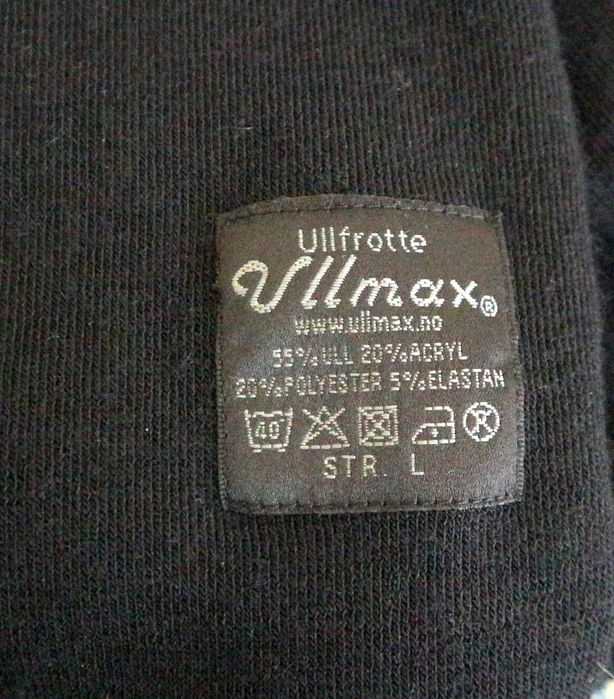 Ullfrotte
Ullmax®
www.ullmax.no
55%ULL 20%ACRYL
20%POLYESTER 5%ELASTAN
40
STR. L